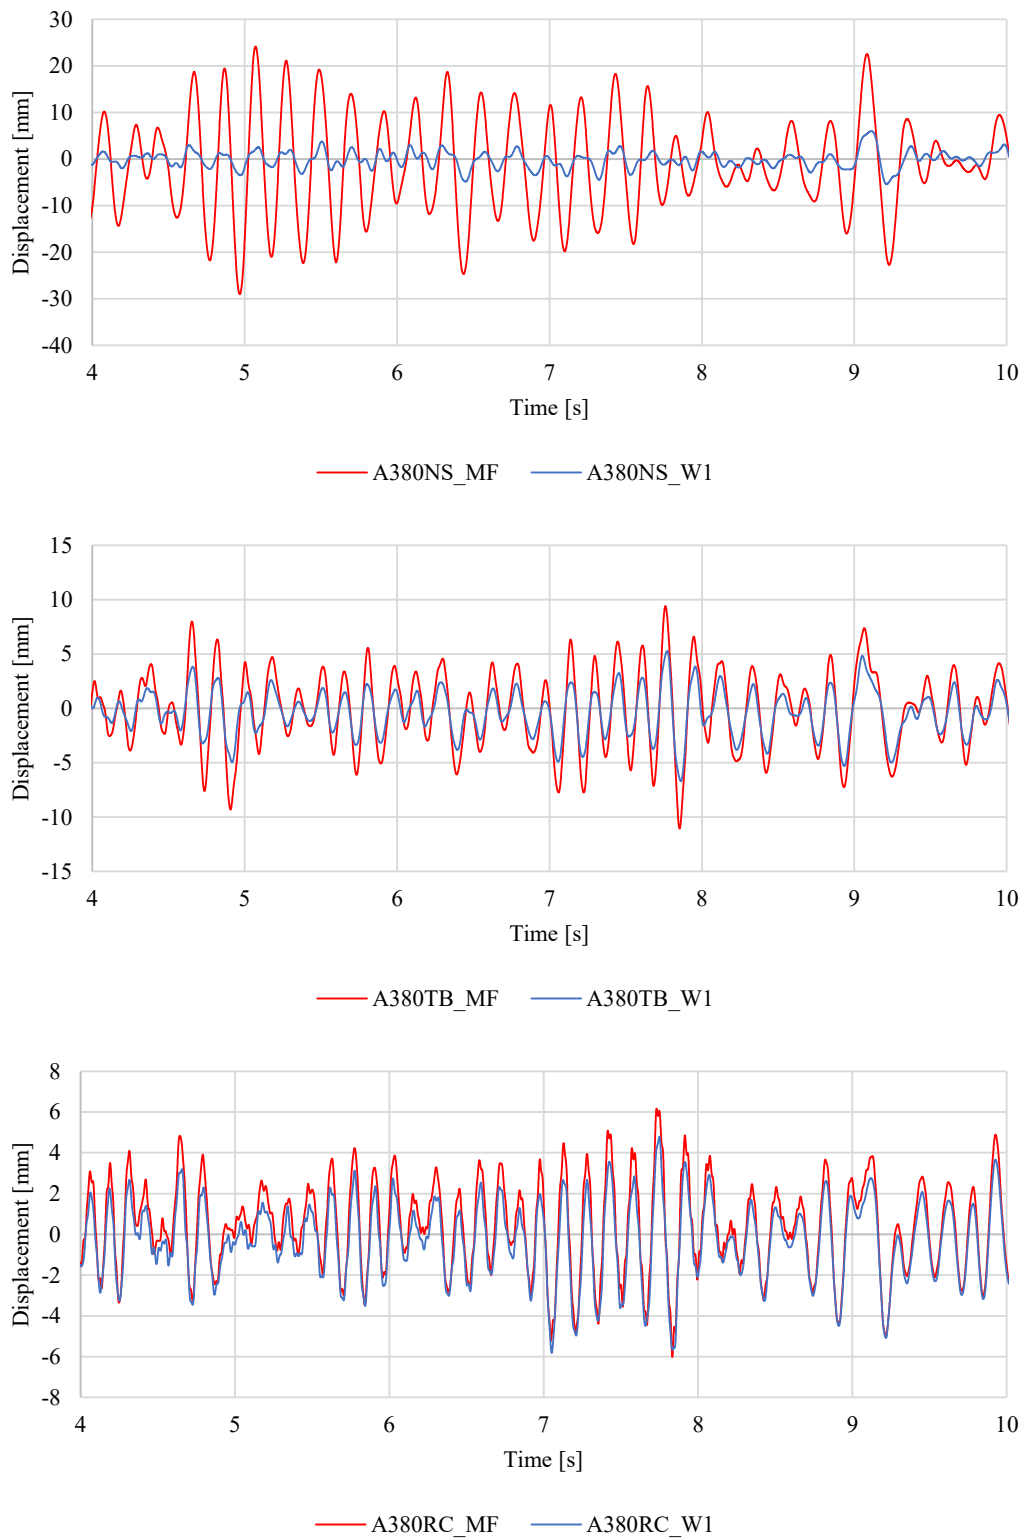 30
20
10
0
-10
-20
-30
-40
Displacement [mm]
4 5 6 7 8 9 10
Time [s]
A380NS_MF A380NS_W1
15
10
5
0
-5
-10
-15
Displacement [mm]
4 5 6 7 8 9 10
Time [s]
A380TB_MF A380TB_W1
8
6
4
2
0
-2
-4
-6
-8
Displacement [mm]
4 5 6 7 8 9 10
Time [s]
A380RC_MF A380RC_W1